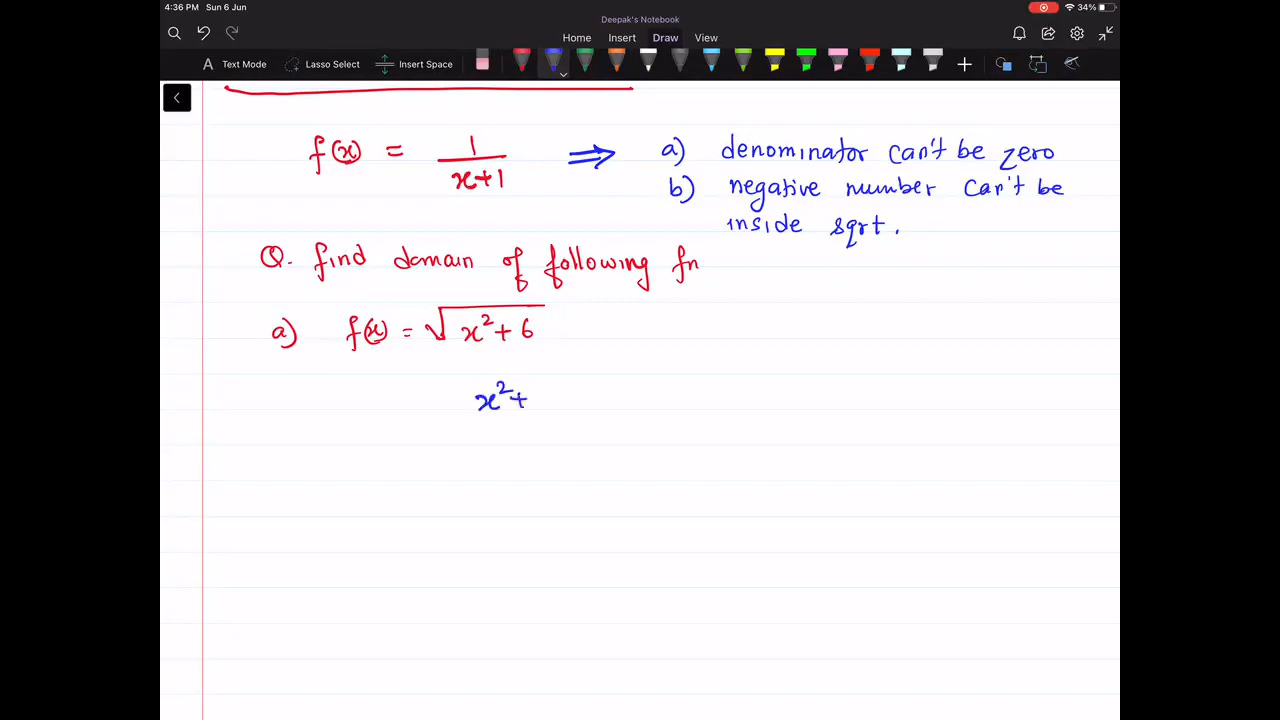 4:36 PM Sun 6 Jun 34%
Deepak's Notebook
Home Insert Draw View
A Text Mode Lasso Select Insert Space
f(x) = 1/(x+1) ⇒ a) denominator can't be zero
b) negative number can't be
inside sqrt.
Q. find domain of following fn
a) f(x) = √(x²+6)
x²+